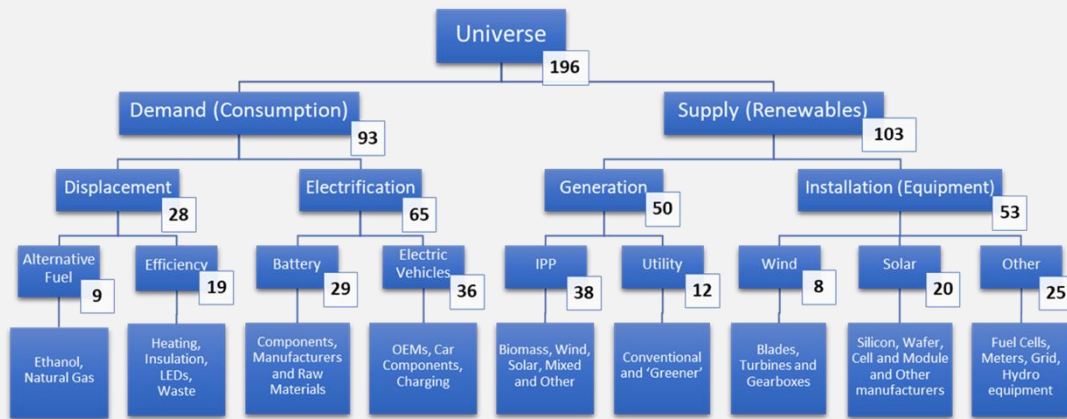 Universe
196
Demand (Consumption)
93
Supply (Renewables)
103
Displacement
28
Electrification
65
Generation
50
Installation (Equipment)
53
Alternative
Fuel
9
Efficiency
19
Battery
29
Electric
Vehicles
36
IPP
38
Utility
12
Wind
8
Solar
20
Other
25
Ethanol,
Natural Gas
Heating,
Insulation,
LEDs,
Waste
Components,
Manufacturers
and Raw
Materials
OEMs, Car
Components,
Charging
Biomass, Wind,
Solar, Mixed
and Other
Conventional
and ‘Greener’
Blades,
Turbines and
Gearboxes
Silicon, Wafer,
Cell and Module
and Other
manufacturers
Fuel Cells,
Meters, Grid,
Hydro
equipment